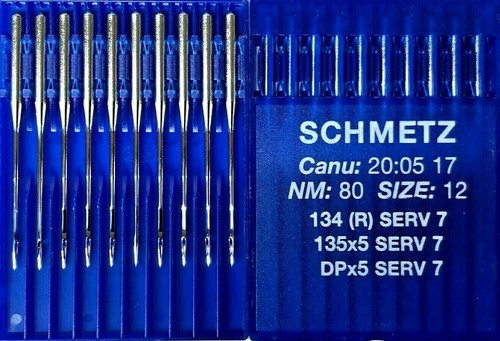 SCHMETZ
Canu: 20:05 17
NM: 80 SIZE: 12
134 (R) SERV 7
135x5 SERV 7
DPx5 SERV 7